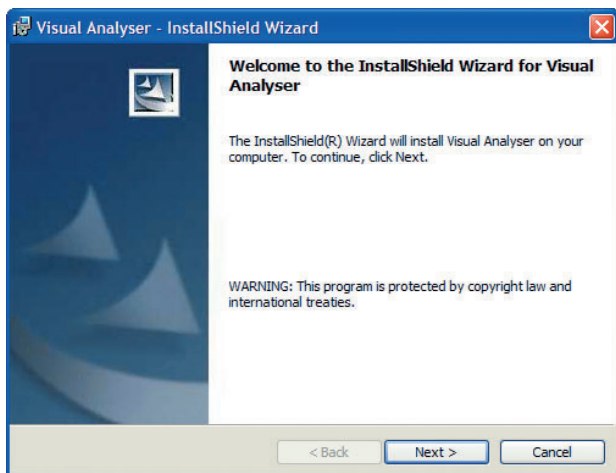 Visual Analyser - InstallShield Wizard
Welcome to the InstallShield Wizard for Visual
Analyser
The InstallShield(R) Wizard will install Visual Analyser on your
computer. To continue, click Next.
WARNING: This program is protected by copyright law and
international treaties.
< Back Next > Cancel